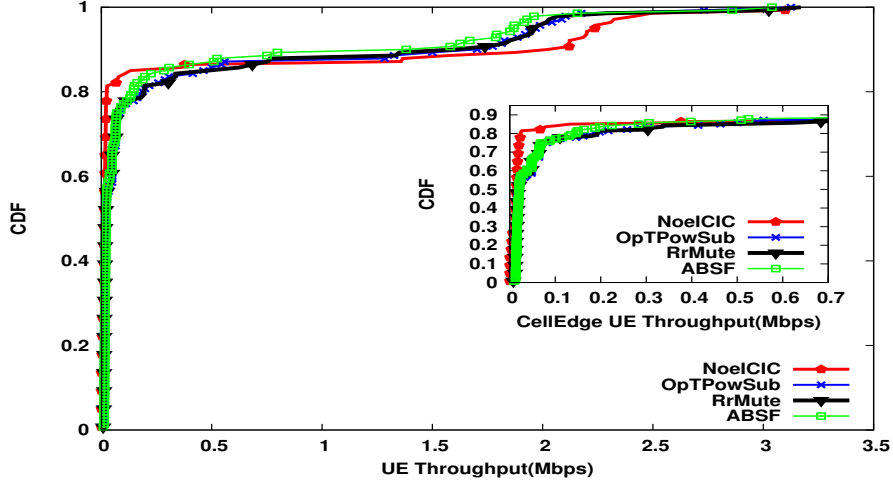 1
0.8
0.6
0.4
0.2
0
CDF
0 0.5 1 1.5 2 2.5 3 3.5
UE Throughput(Mbps)
NoeICIC
OpTPowSub
RrMute
ABSF
0.9
0.8
0.7
0.6
0.5
0.4
0.3
0.2
0.1
0
CDF
0 0.1 0.2 0.3 0.4 0.5 0.6 0.7
CellEdge UE Throughput(Mbps)
NoeICIC
OpTPowSub
RrMute
ABSF